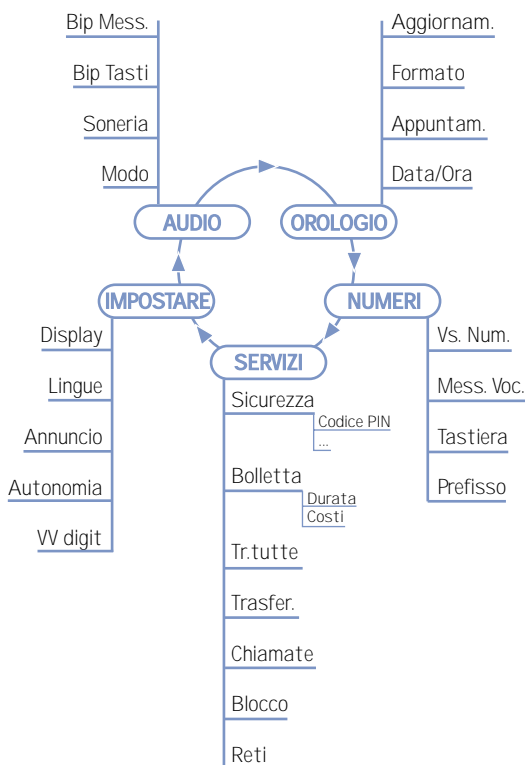 Bip Mess.
Bip Tasti
Soneria
Modo
AUDIO
Aggiornam.
Formato
Appuntam.
Data/Ora
OROLOGIO
NUMERI
Vs. Num.
Mess. Voc.
Tastiera
Prefisso
SERVIZI
Sicurezza
Codice PIN
...
Bolletta
Durata
Costi
Tr.tutte
Trasfer.
Chiamate
Blocco
Reti
IMPOSTARE
Display
Lingue
Annuncio
Autonomia
VV digit